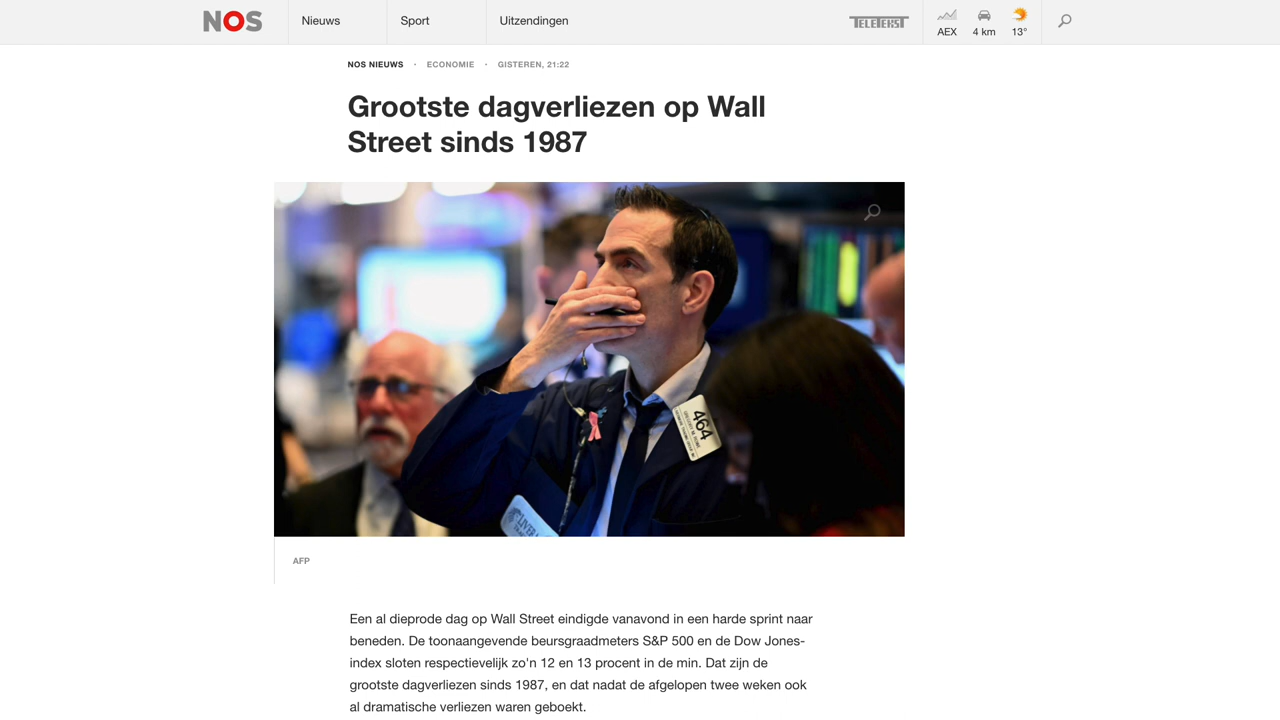 NOS Nieuws Sport Uitzendingen TELETEKST AEX 4 km 13°
NOS NIEUWS · ECONOMIE · GISTEREN, 21:22
Grootste dagverliezen op Wall
Street sinds 1987
464
AFP
Een al dieprode dag op Wall Street eindigde vanavond in een harde sprint naar
beneden. De toonaangevende beursgraadmeters S&P 500 en de Dow Jones-
index sloten respectievelijk zo'n 12 en 13 procent in de min. Dat zijn de
grootste dagverliezen sinds 1987, en dat nadat de afgelopen twee weken ook
al dramatische verliezen waren geboekt.